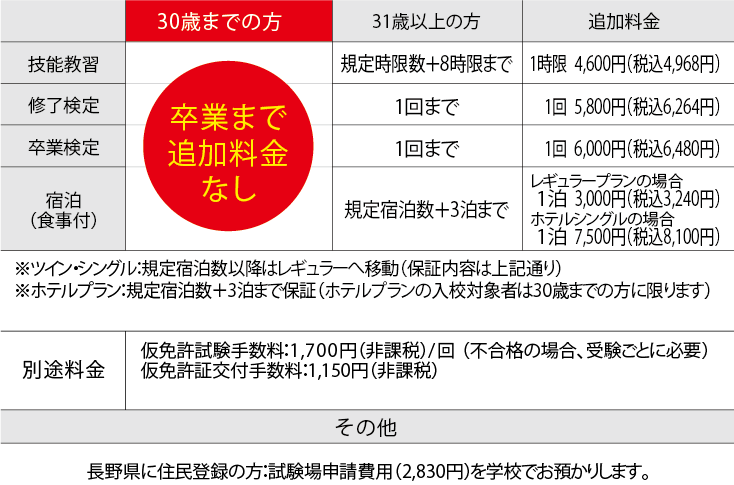 30歳までの方 31歳以上の方 追加料金
技能教習 規定時限数＋8時限まで 1時限 4,600円（税込4,968円）
修了検定 1回まで 1回 5,800円（税込6,264円）
卒業検定 1回まで 1回 6,000円（税込6,480円）
卒業まで
追加料金
なし
宿泊
（食事付）
規定宿泊数＋3泊まで
レギュラープランの場合
1泊 3,000円（税込3,240円）
ホテルシングルの場合
1泊 7,500円（税込8,100円）
※ツイン・シングル：規定宿泊数以降はレギュラーへ移動（保証内容は上記通り）
※ホテルプラン：規定宿泊数＋3泊まで保証（ホテルプランの入校対象者は30歳までの方に限ります）
別途料金
仮免許試験手数料：1,700円（非課税）/回 （不合格の場合、受験ごとに必要）
仮免許証交付手数料：1,150円（非課税）
その他
長野県に住民登録の方：試験場申請費用（2,830円）を学校でお預かりします。